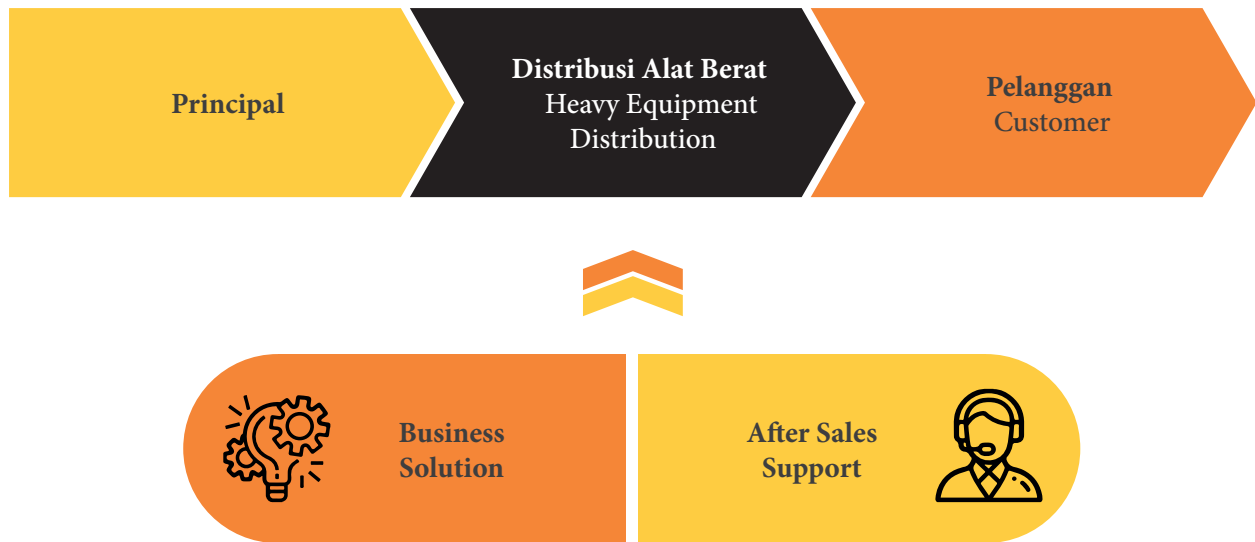 Principal
Distribusi Alat Berat
Heavy Equipment
Distribution
Pelanggan
Customer
Business
Solution
After Sales
Support